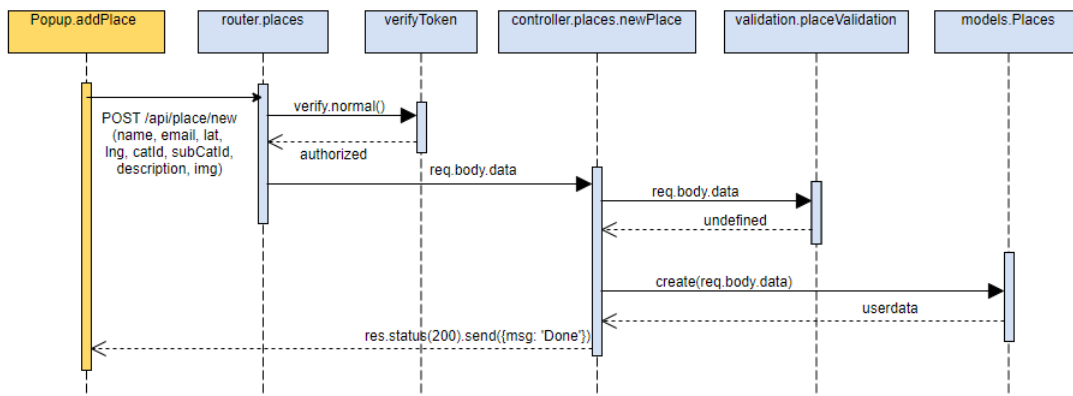 Popup.addPlace
router.places
verifyToken
controller.places.newPlace
validation.placeValidation
models.Places
POST /api/place/new
(name, email, lat,
lng, catId, subCatId,
description, img)
verify.normal()
authorized
req.body.data
req.body.data
undefined
create(req.body.data)
userdata
res.status(200).send({msg: 'Done'})